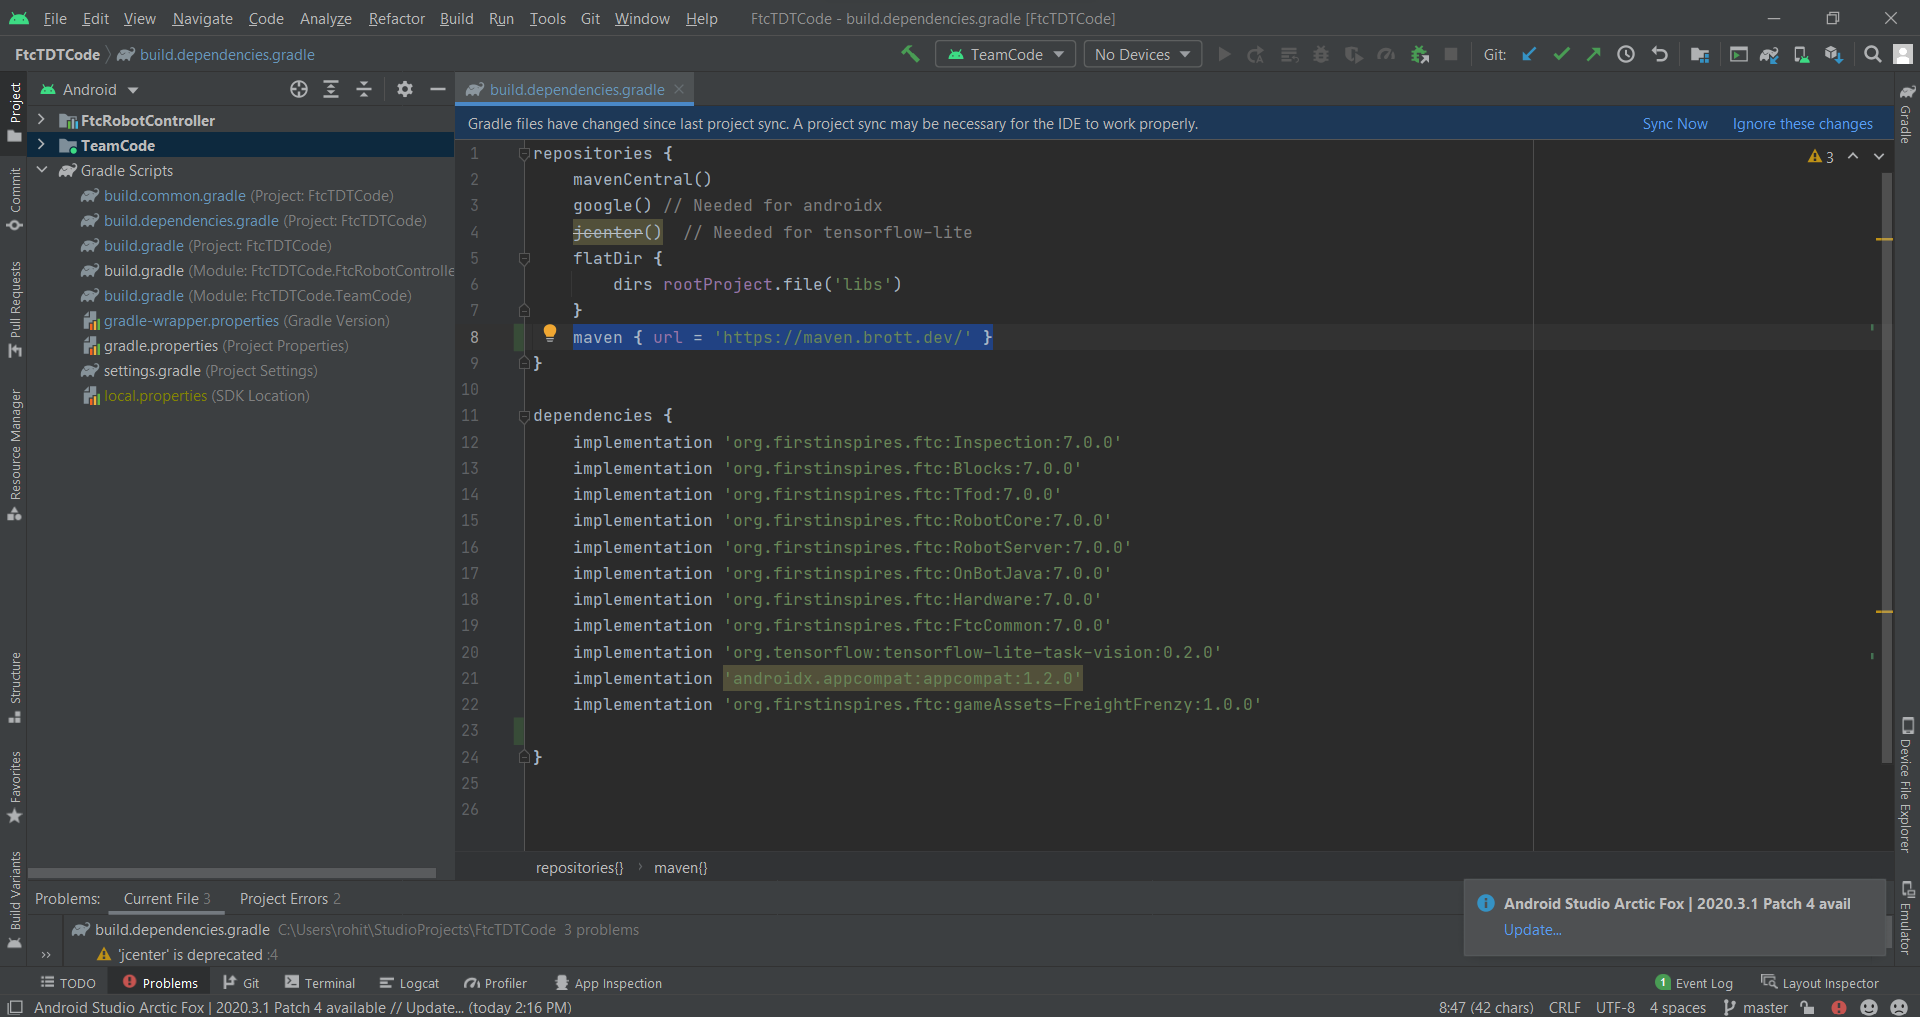 File Edit View Navigate Code Analyze Refactor Build Run Tools Git Window Help FtcTDTCode - build.dependencies.gradle [FtcTDTCode]
FtcTDTCode build.dependencies.gradle TeamCode No Devices Git:
Project
Commit
Pull Requests
Resource Manager
Structure
Favorites
Build Variants
Android
FtcRobotController
TeamCode
Gradle Scripts
build.common.gradle (Project: FtcTDTCode)
build.dependencies.gradle (Project: FtcTDTCode)
build.gradle (Project: FtcTDTCode)
build.gradle (Module: FtcTDTCode.FtcRobotControlle
build.gradle (Module: FtcTDTCode.TeamCode)
gradle-wrapper.properties (Gradle Version)
gradle.properties (Project Properties)
settings.gradle (Project Settings)
local.properties (SDK Location)
build.dependencies.gradle
Gradle files have changed since last project sync. A project sync may be necessary for the IDE to work properly. Sync Now Ignore these changes
3
1 repositories {
2 mavenCentral()
3 google() // Needed for androidx
4 jcenter() // Needed for tensorflow-lite
5 flatDir {
6 dirs rootProject.file('libs')
7 }
8 maven { url = 'https://maven.brott.dev/' }
9 }
10
11 dependencies {
12 implementation 'org.firstinspires.ftc:Inspection:7.0.0'
13 implementation 'org.firstinspires.ftc:Blocks:7.0.0'
14 implementation 'org.firstinspires.ftc:Tfod:7.0.0'
15 implementation 'org.firstinspires.ftc:RobotCore:7.0.0'
16 implementation 'org.firstinspires.ftc:RobotServer:7.0.0'
17 implementation 'org.firstinspires.ftc:OnBotJava:7.0.0'
18 implementation 'org.firstinspires.ftc:Hardware:7.0.0'
19 implementation 'org.firstinspires.ftc:FtcCommon:7.0.0'
20 implementation 'org.tensorflow:tensorflow-lite-task-vision:0.2.0'
21 implementation 'androidx.appcompat:appcompat:1.2.0'
22 implementation 'org.firstinspires.ftc:gameAssets-FreightFrenzy:1.0.0'
23
24 }
25
26
repositories{} maven{}
Gradle
Device File Explorer
Emulator
Problems: Current File 3 Project Errors 2
build.dependencies.gradle C:\Users\rohit\StudioProjects\FtcTDTCode 3 problems
'jcenter' is deprecated :4
Android Studio Arctic Fox | 2020.3.1 Patch 4 avail
Update...
TODO Problems Git Terminal Logcat Profiler App Inspection 1 Event Log Layout Inspector
Android Studio Arctic Fox | 2020.3.1 Patch 4 available // Update... (today 2:16 PM) 8:47 (42 chars) CRLF UTF-8 4 spaces master